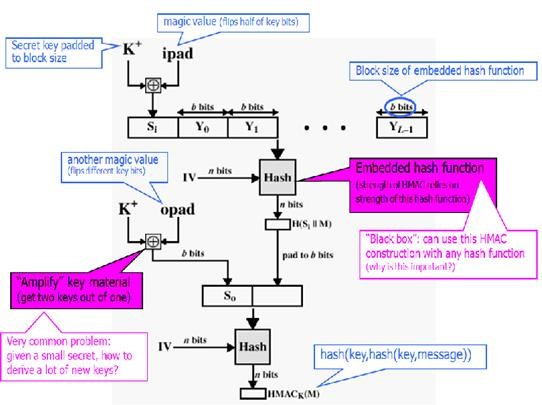 magic value (flips half of key bits)
Secret key padded
to block size
K+
ipad
Block size of embedded hash function
b bits
b bits
b bits
Si
Y0
Y1
• • •
YL–1
another magic value
(flips different key bits)
IV
n bits
Hash
Embedded hash function
(strength of HMAC relies on
strength of this hash function)
K+
opad
n bits
H(Si || M)
"Black box": can use this HMAC
construction with any hash function
(why is this important?)
b bits
pad to b bits
"Amplify" key material
(get two keys out of one)
So
Very common problem:
given a small secret, how to
derive a lot of new keys?
IV
n bits
Hash
hash(key,hash(key,message))
n bits
HMACK(M)